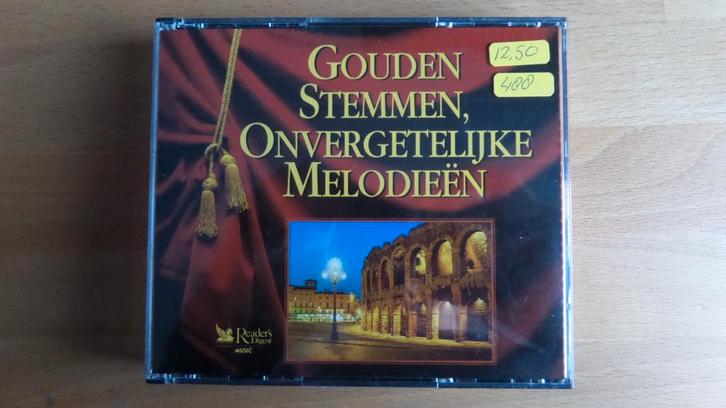 GOUDEN
STEMMEN,
ONVERGETELIJKE
MELODIEËN
12,50
400
Reader's
Digest
MUSIC